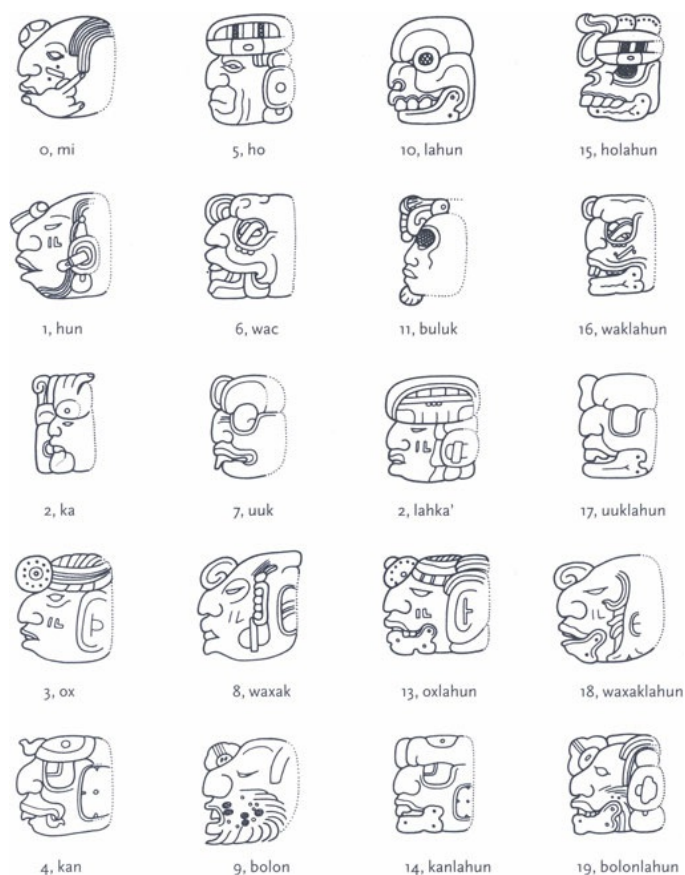 0, mi
5, ho
10, lahun
15, holahun
1, hun
6, wac
11, buluk
16, waklahun
2, ka
7, uuk
2, lahka'
17, uuklahun
3, ox
8, waxak
13, oxlahun
18, waxaklahun
4, kan
9, bolon
14, kanlahun
19, bolonlahun